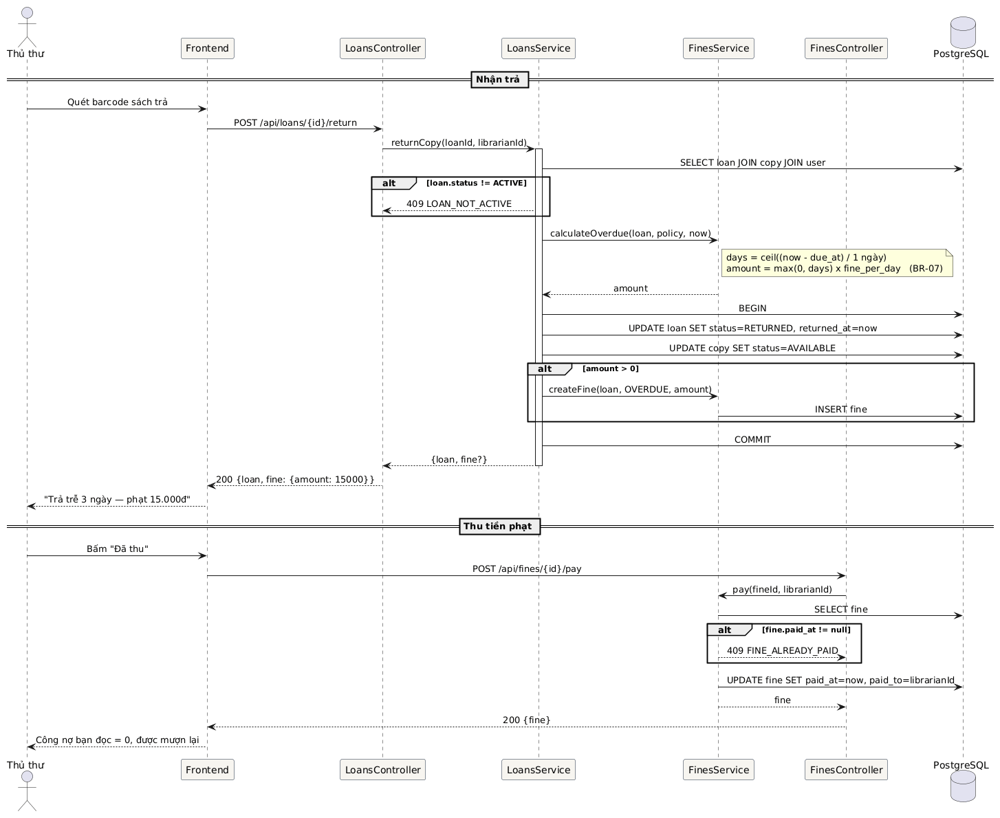 Thủ thư
Frontend
LoansController
LoansService
FinesService
FinesController
PostgreSQL
Nhận trả
Quét barcode sách trả
POST /api/loans/{id}/return
returnCopy(loanId, librarianId)
SELECT loan JOIN copy JOIN user
alt [loan.status != ACTIVE]
409 LOAN_NOT_ACTIVE
calculateOverdue(loan, policy, now)
days = ceil((now - due_at) / 1 ngày)
amount = max(0, days) x fine_per_day (BR-07)
amount
BEGIN
UPDATE loan SET status=RETURNED, returned_at=now
UPDATE copy SET status=AVAILABLE
alt [amount > 0]
createFine(loan, OVERDUE, amount)
INSERT fine
COMMIT
{loan, fine?}
200 {loan, fine: {amount: 15000}}
"Trả trễ 3 ngày — phạt 15.000đ"
Thu tiền phạt
Bấm "Đã thu"
POST /api/fines/{id}/pay
pay(fineId, librarianId)
SELECT fine
alt [fine.paid_at != null]
409 FINE_ALREADY_PAID
UPDATE fine SET paid_at=now, paid_to=librarianId
fine
200 {fine}
Công nợ bạn đọc = 0, được mượn lại
Thủ thư
Frontend
LoansController
LoansService
FinesService
FinesController
PostgreSQL